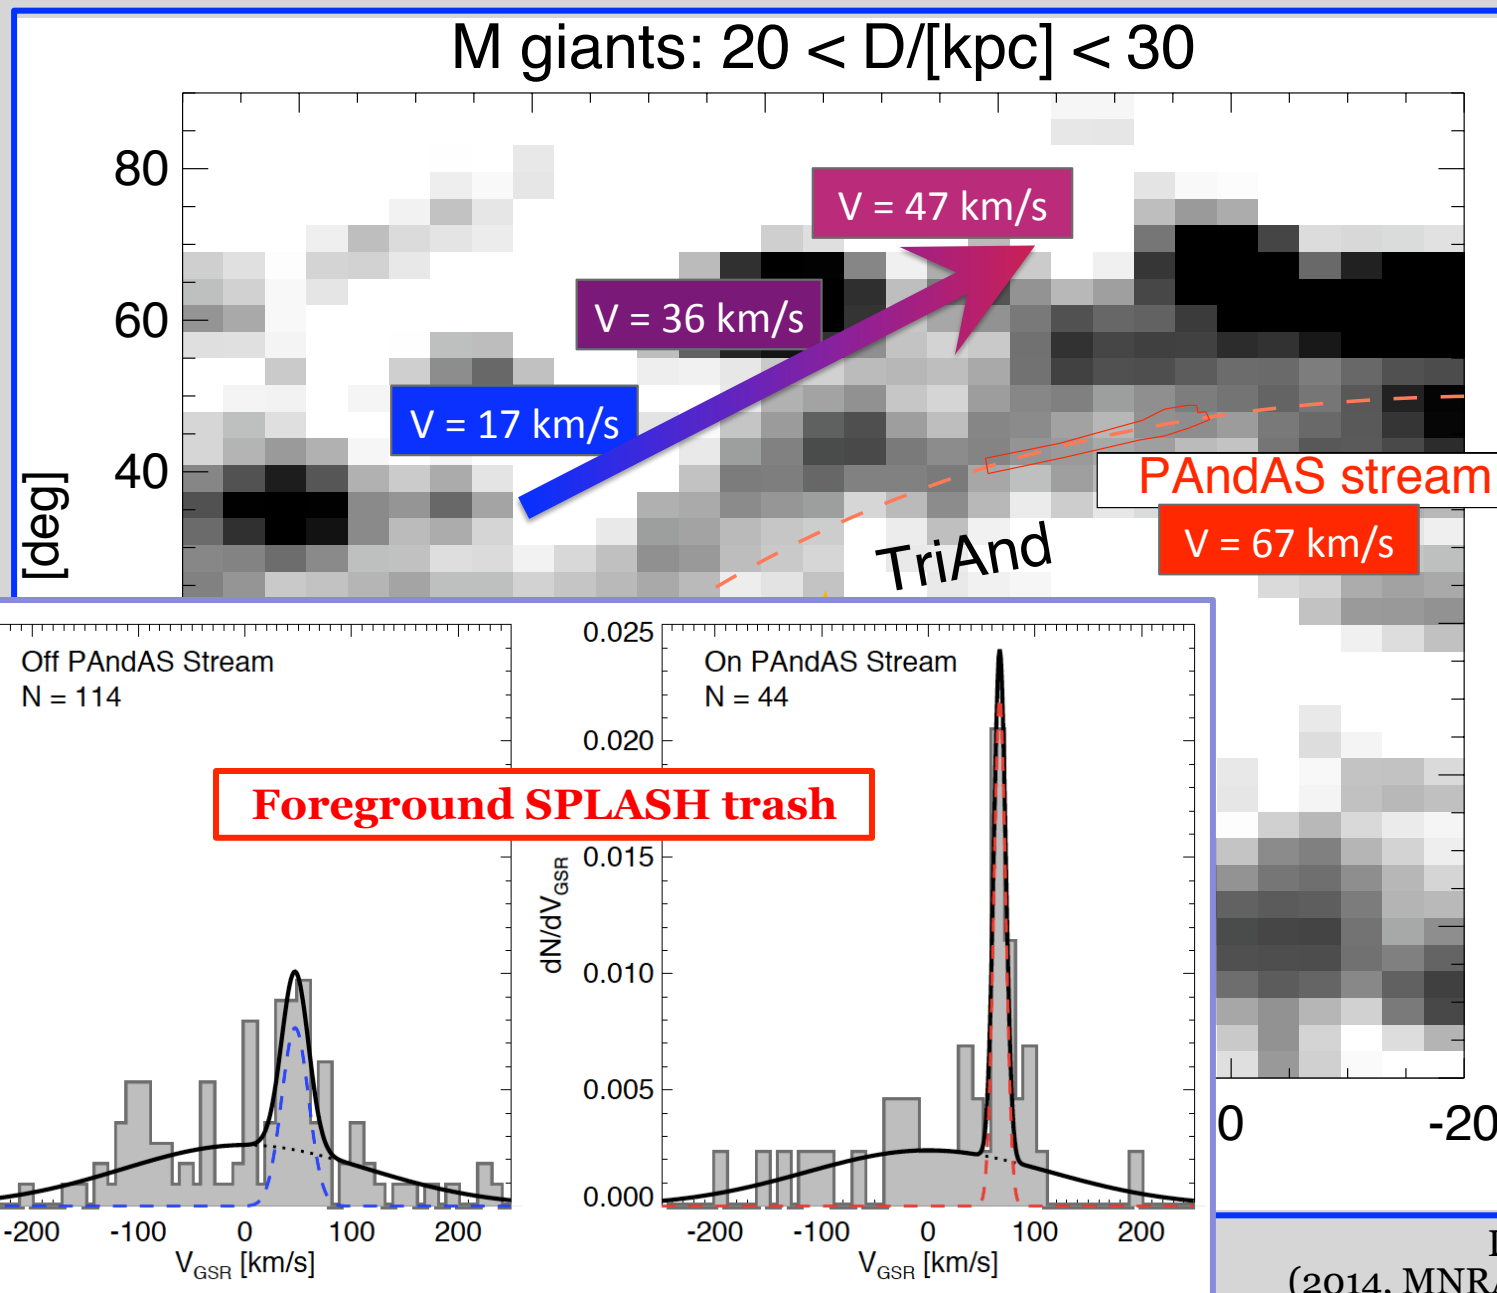 M giants: 20 < D/[kpc] < 30
80
60
40
[deg]
V = 47 km/s
V = 36 km/s
V = 17 km/s
PAndAS stream
V = 67 km/s
TriAnd
0
-20
Off PAndAS Stream
N = 114
-200 -100 0 100 200
V_GSR [km/s]
On PAndAS Stream
N = 44
0.025
0.020
0.015
0.010
0.005
0.000
dN/dV_GSR
-200 -100 0 100 200
V_GSR [km/s]
Foreground SPLASH trash
(2014, MNRA